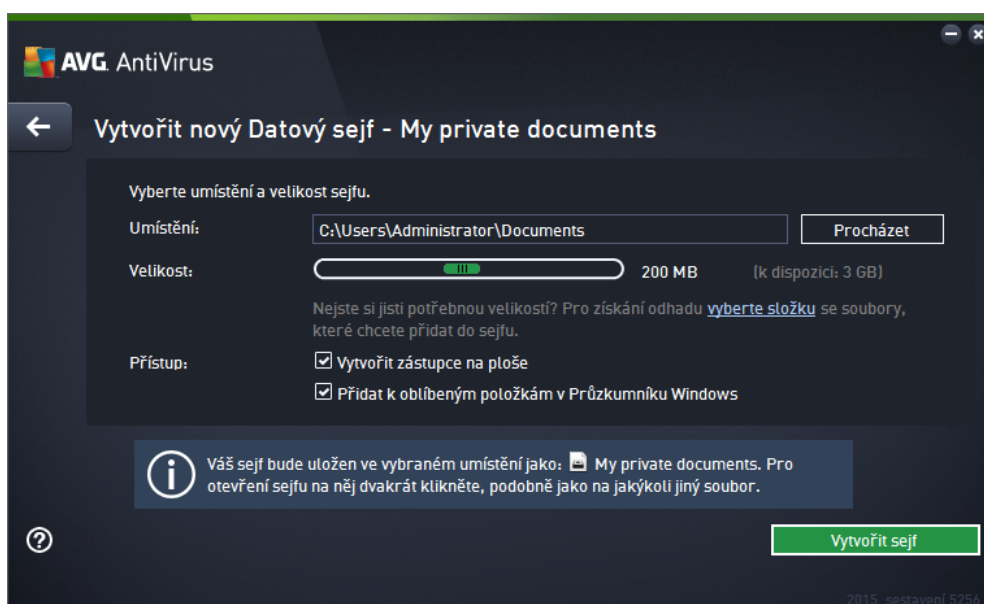 AVG. AntiVirus
Vytvořit nový Datový sejf - My private documents
Vyberte umístění a velikost sejfu.
Umístění: C:\Users\Administrator\Documents Procházet
Velikost: 200 MB (k dispozici: 3 GB)
Nejste si jisti potřebnou velikostí? Pro získání odhadu vyberte složku se soubory,
které chcete přidat do sejfu.
Přístup: Vytvořit zástupce na ploše
Přidat k oblíbeným položkám v Průzkumníku Windows
Váš sejf bude uložen ve vybraném umístění jako: My private documents. Pro
otevření sejfu na něj dvakrát klikněte, podobně jako na jakýkoli jiný soubor.
Vytvořit sejf
2015 sestavení 5256